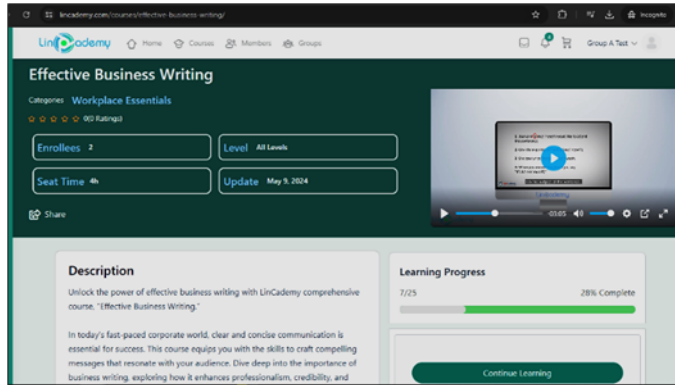 lincademy.com/courses/effective-business-writing/
Incognito
LinCademy Home Courses Members Groups
Group A Test
Effective Business Writing
Categories Workplace Essentials
0(0 Ratings)
Enrollees 2
Level All Levels
Seat Time 4h
Update May 9, 2024
Share
-03:05
Description
Unlock the power of effective business writing with LinCademy comprehensive
course, "Effective Business Writing."
In today's fast-paced corporate world, clear and concise communication is
essential for success. This course equips you with the skills to craft compelling
messages that resonate with your audience. Dive deep into the importance of
business writing, exploring how it enhances professionalism, credibility, and
Learning Progress
7/25 28% Complete
Continue Learning